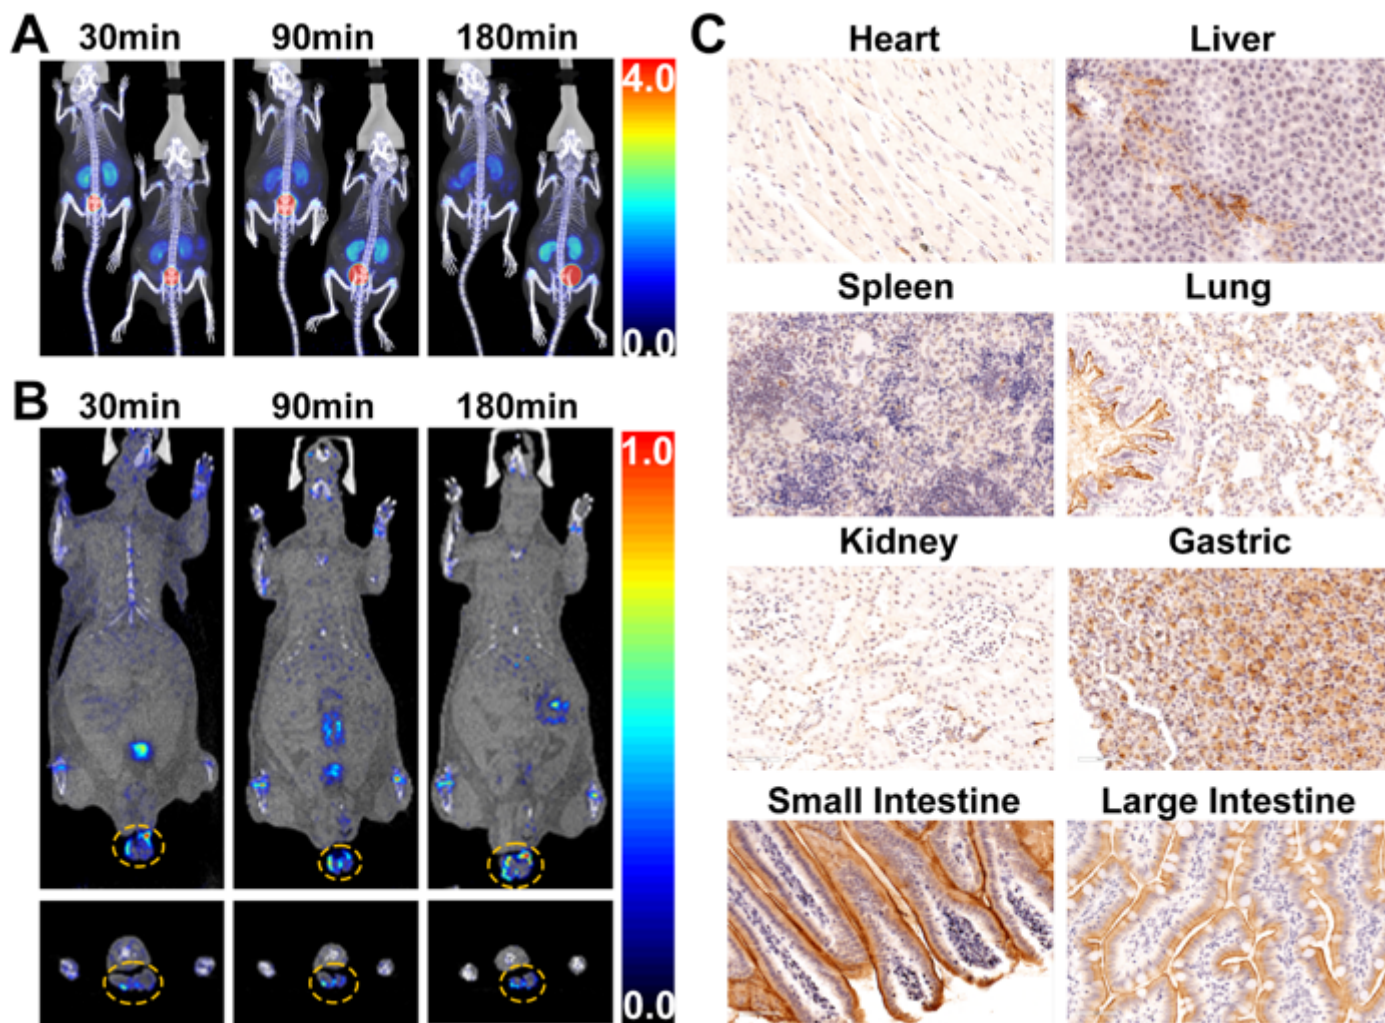 A
30min
90min
180min
4.0
0.0
B
30min
90min
180min
1.0
0.0
C
Heart
Liver
Spleen
Lung
Kidney
Gastric
Small Intestine
Large Intestine